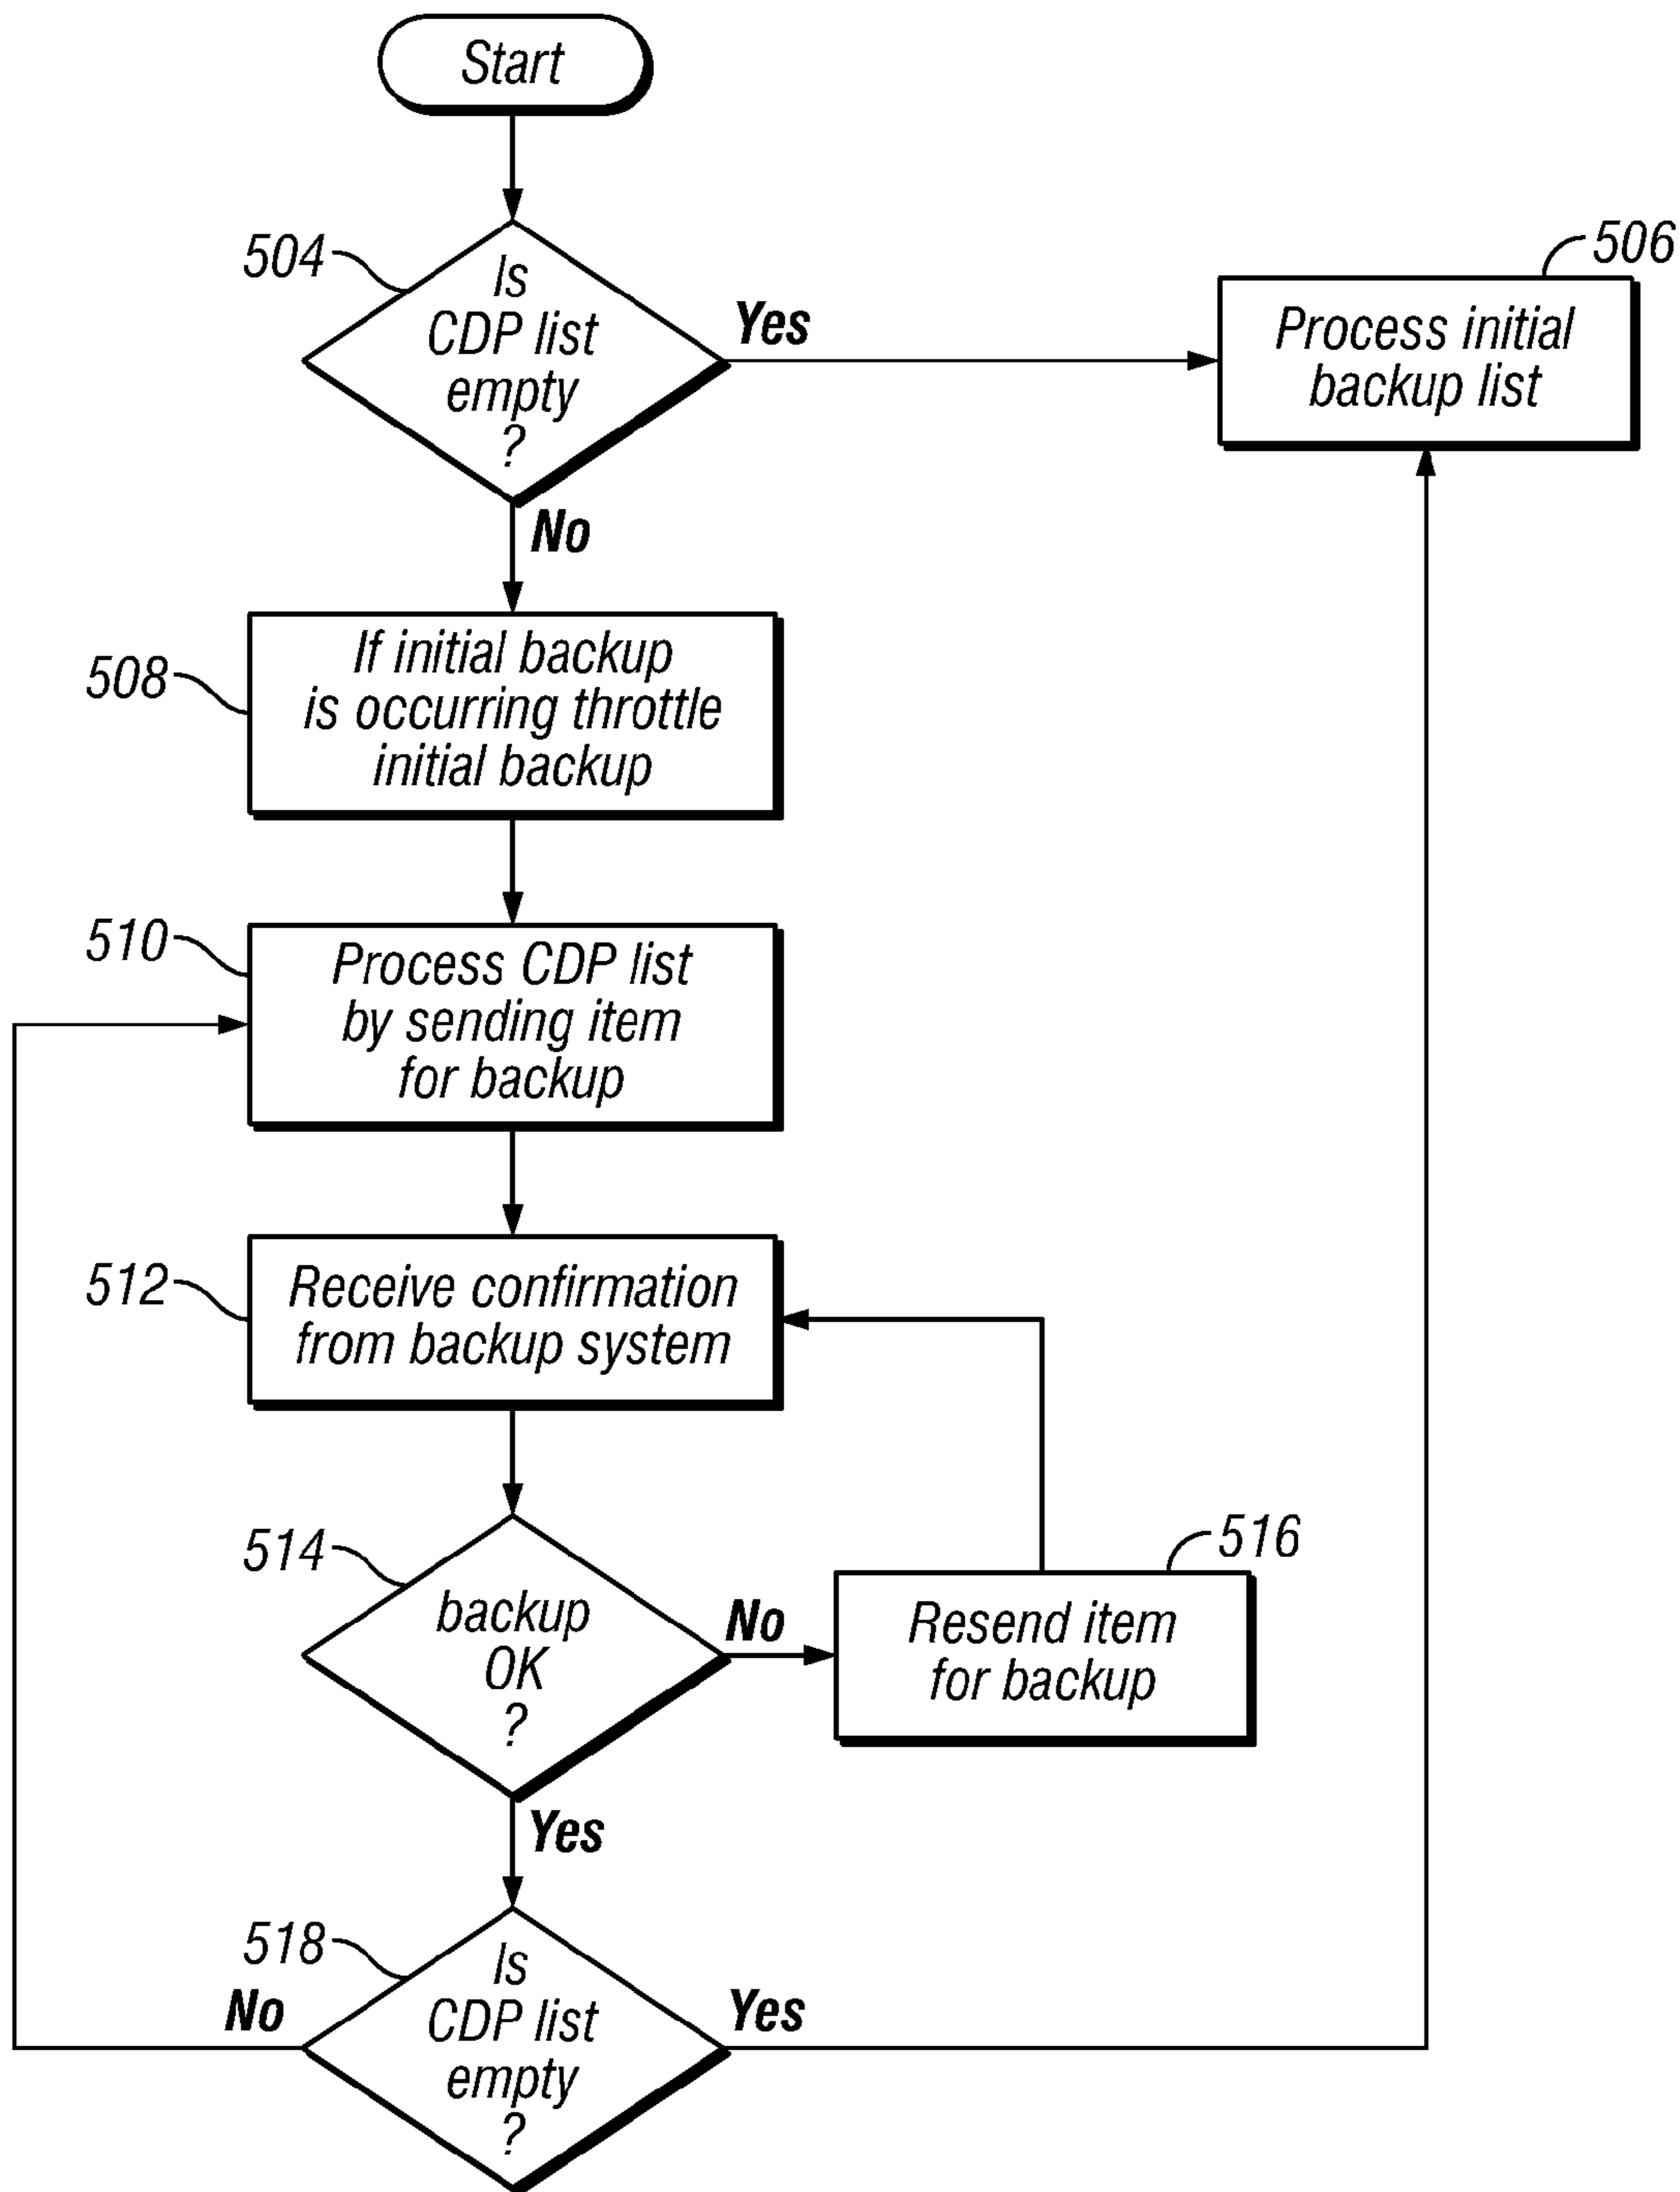 Start
504
Is
CDP list
empty
?
Yes
506
Process initial
backup list
No
508
If initial backup
is occurring throttle
initial backup
510
Process CDP list
by sending item
for backup
512
Receive confirmation
from backup system
514
backup
OK
?
No
516
Resend item
for backup
Yes
518
Is
CDP list
empty
?
No
Yes